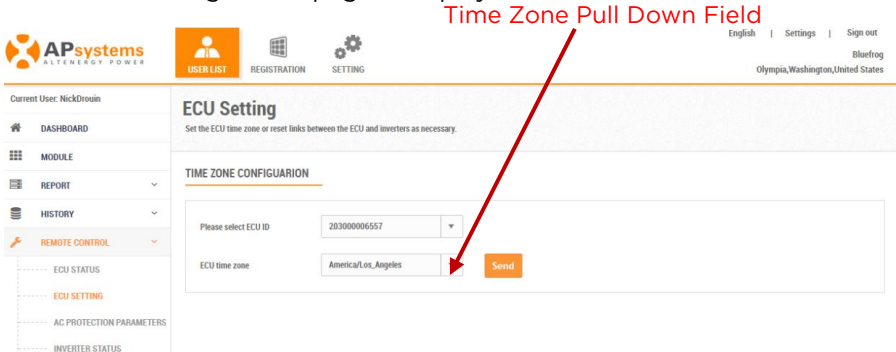 Time Zone Pull Down Field
English | Settings | Sign out
APsystems
ALTENERGY POWER
USER LIST
REGISTRATION
SETTING
Bluefrog
Olympia,Washington,United States
Current User: NickDrouin
DASHBOARD
MODULE
REPORT
HISTORY
REMOTE CONTROL
ECU STATUS
ECU SETTING
AC PROTECTION PARAMETERS
INVERTER STATUS
ECU Setting
Set the ECU time zone or reset links between the ECU and inverters as necessary.
TIME ZONE CONFIGUARION
Please select ECU ID 203000006557
ECU time zone America/Los_Angeles Send